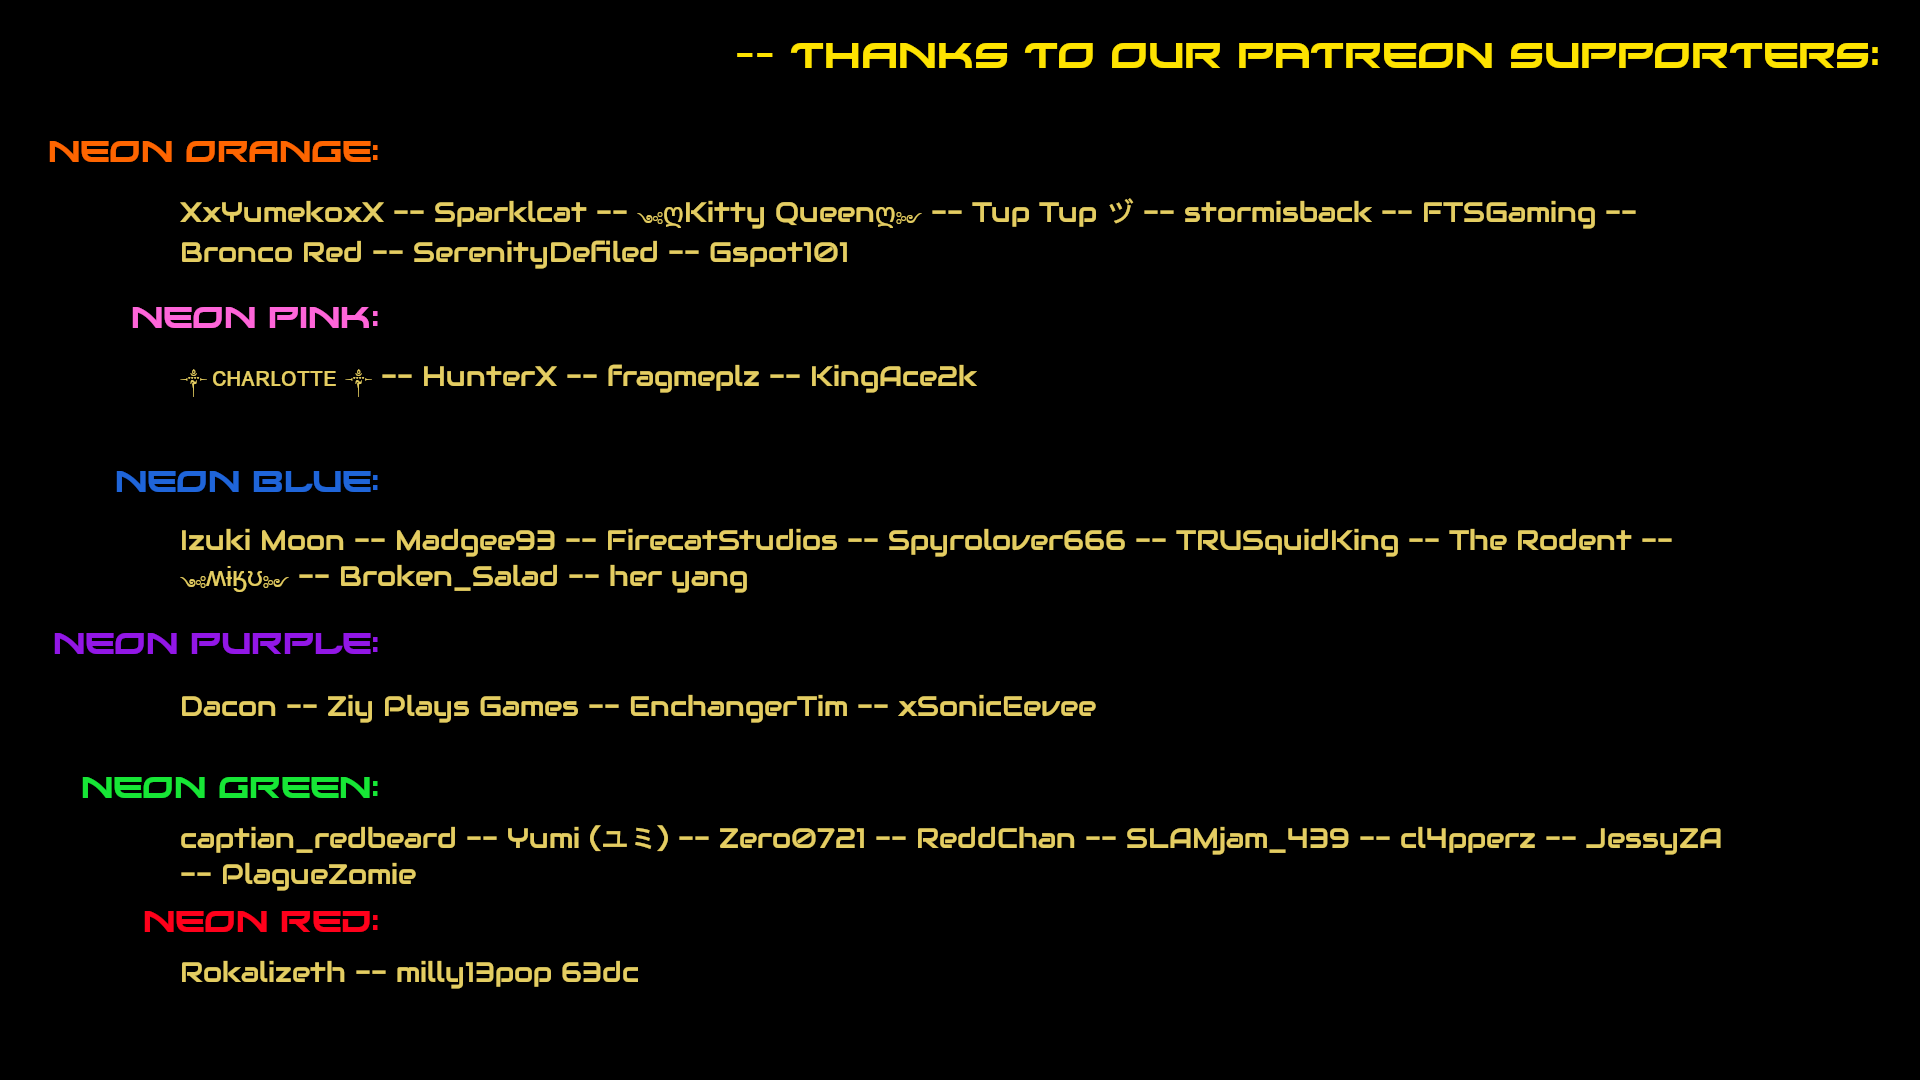 -- THANKS TO OUR PATREON SUPPORTERS:
NEON ORANGE:
XxYumekoxX -- Sparklcat -- ༺ღKitty Queenღ༻ -- Tup Tup ヅ -- stormisback -- FTSGaming --
Bronco Red -- SerenityDefiled -- Gspot101
NEON PINK:
༒ CHARLOTTE ༒ -- HunterX -- fragmeplz -- KingAce2k
NEON BLUE:
Izuki Moon -- Madgee93 -- FirecatStudios -- Spyrolover666 -- TRUSquidKing -- The Rodent --
༺ʍɨӄʊ༻ -- Broken_Salad -- her yang
NEON PURPLE:
Dacon -- Ziy Plays Games -- EnchangerTim -- xSonicEevee
NEON GREEN:
captian_redbeard -- Yumi (ユミ) -- Zero0721 -- ReddChan -- SLAMjam_439 -- cl4pperz -- JessyZA
-- PlagueZomie
NEON RED:
Rokalizeth -- milly13pop 63dc